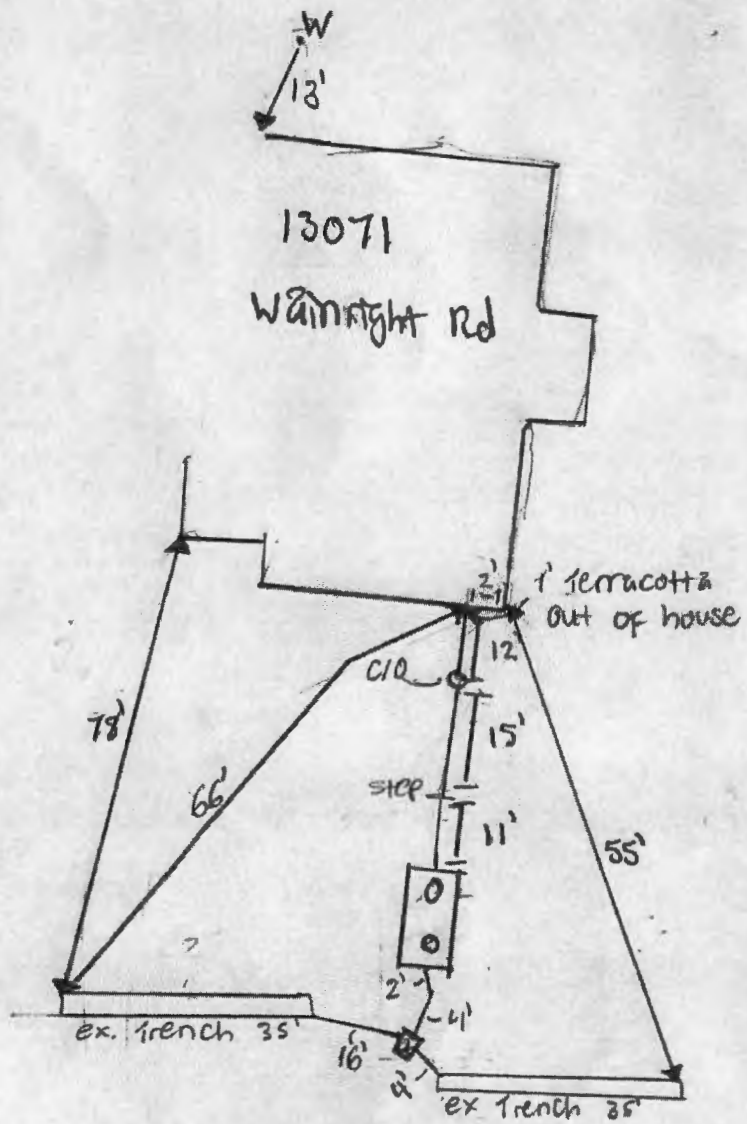 W
13'
13071
Wainright Rd
2'
1' Terracotta
out of house
12
C/O
15'
78'
step
66'
11'
55'
2'
4'
ex. Trench 35'
16'
ex Trench 35'